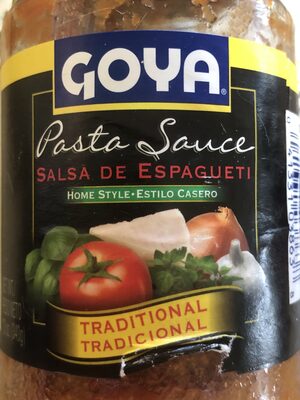 GOYA
Pasta Sauce
SALSA DE ESPAGUETI
HOME STYLE • ESTILO CASERO
TRADITIONAL
TRADICIONAL